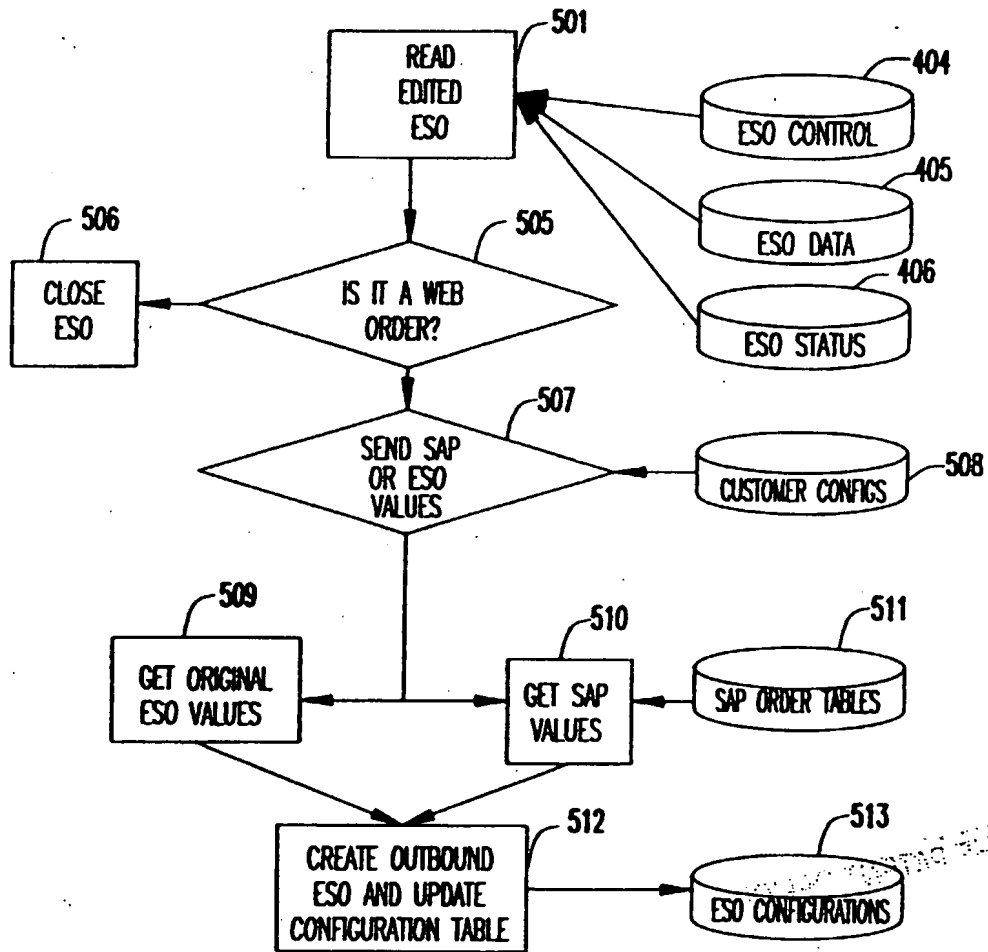 501
READ
EDITED
ESO
404
ESO CONTROL
405
ESO DATA
406
ESO STATUS
506
CLOSE
ESO
505
IS IT A WEB
ORDER?
507
SEND SAP
OR ESO
VALUES
CUSTOMER CONFIGS
508
509
GET ORIGINAL
ESO VALUES
510
GET SAP
VALUES
511
SAP ORDER TABLES
512
CREATE OUTBOUND
ESO AND UPDATE
CONFIGURATION TABLE
513
ESO CONFIGURATIONS